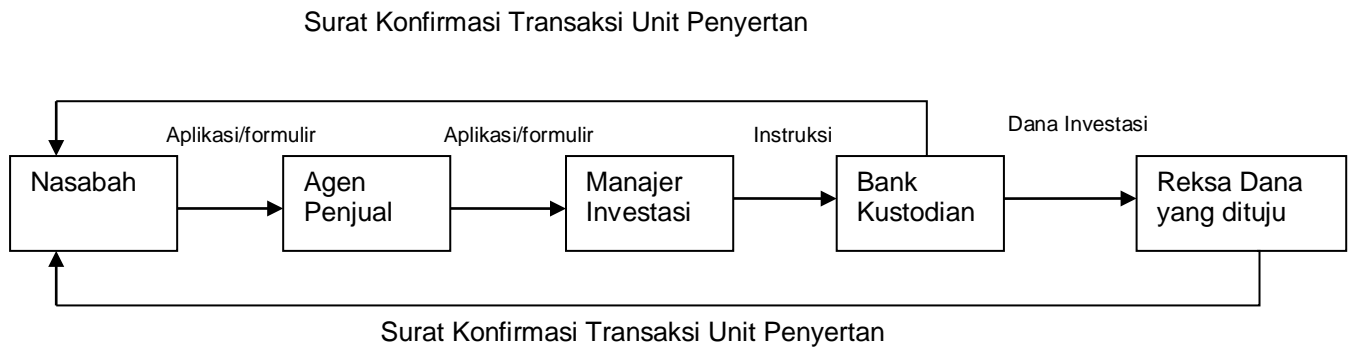 Surat Konfirmasi Transaksi Unit Penyertan
Aplikasi/formulir
Aplikasi/formulir
Instruksi
Dana Investasi
Nasabah
Agen
Penjual
Manajer
Investasi
Bank
Kustodian
Reksa Dana
yang dituju
Surat Konfirmasi Transaksi Unit Penyertan